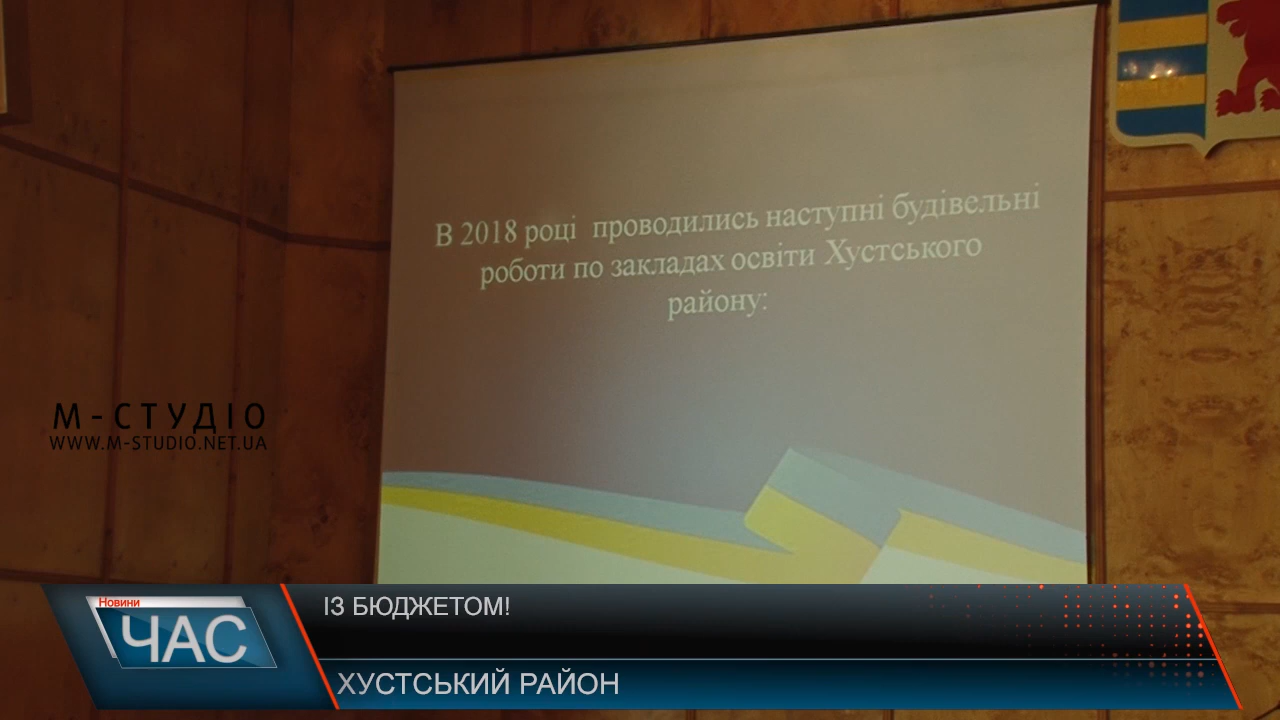 В 2018 році проводились наступні будівельні
роботи по закладах освіти Хустського
району:
М-СТУДІО
WWW.M-STUDIO.NET.UA
Новини
ЧАС
ІЗ БЮДЖЕТОМ!
ХУСТСЬКИЙ РАЙОН